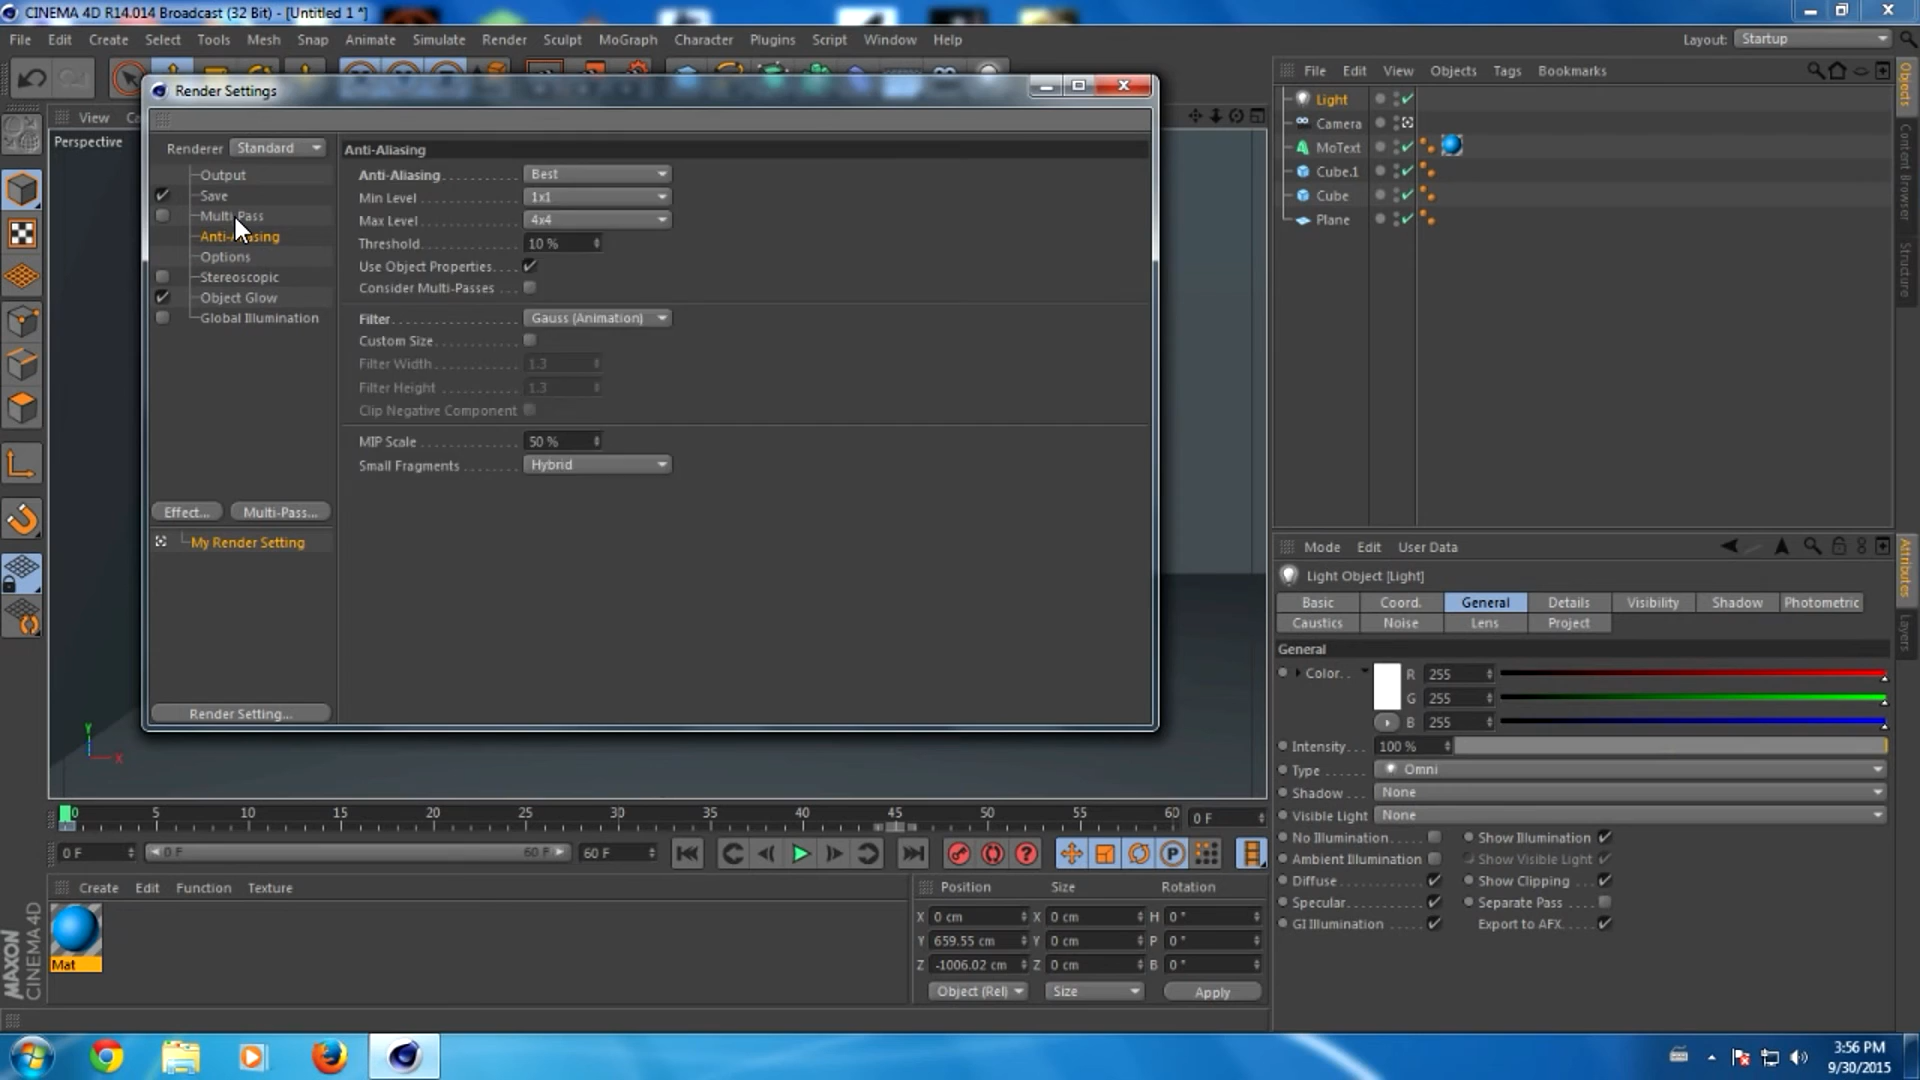 CINEMA 4D R14.014 Broadcast (32 Bit) - [Untitled 1 *]
File Edit Create Select Tools Mesh Snap Animate Simulate Render Sculpt MoGraph Character Plugins Script Window Help Layout: Startup
Render Settings
File Edit View Objects Tags Bookmarks
View
Perspective
Renderer Standard
Output
Save
Multi-Pass
Anti-Aliasing
Options
Stereoscopic
Object Glow
Global Illumination
Effect... Multi-Pass...
My Render Setting
Render Setting...
Anti-Aliasing
Anti-Aliasing Best
Min Level 1x1
Max Level 4x4
Threshold 10 %
Use Object Properties
Consider Multi-Passes
Filter Gauss (Animation)
Custom Size
Filter Width 1.3
Filter Height 1.3
Clip Negative Component
MIP Scale 50 %
Small Fragments Hybrid
Light
Camera
MoText
Cube.1
Cube
Plane
Objects
Content Browser
Structure
Mode Edit User Data
Light Object [Light]
Basic Coord. General Details Visibility Shadow Photometric
Caustics Noise Lens Project
General
Color R 255
G 255
B 255
Intensity 100 %
Type Omni
Shadow None
Visible Light None
No Illumination Show Illumination
Ambient Illumination Show Visible Light
Diffuse Show Clipping
Specular Separate Pass
GI Illumination Export to AFX
Attributes
Layers
Y
X
0 5 10 15 20 25 30 35 40 45 50 55 60 0 F
0 F 0 F 60 F 60 F
Create Edit Function Texture
Mat
MAXON CINEMA 4D
Position Size Rotation
X 0 cm X 0 cm H 0 °
Y 659.55 cm Y 0 cm P 0 °
Z -1006.02 cm Z 0 cm B 0 °
Object (Rel) Size Apply
3:56 PM
9/30/2015